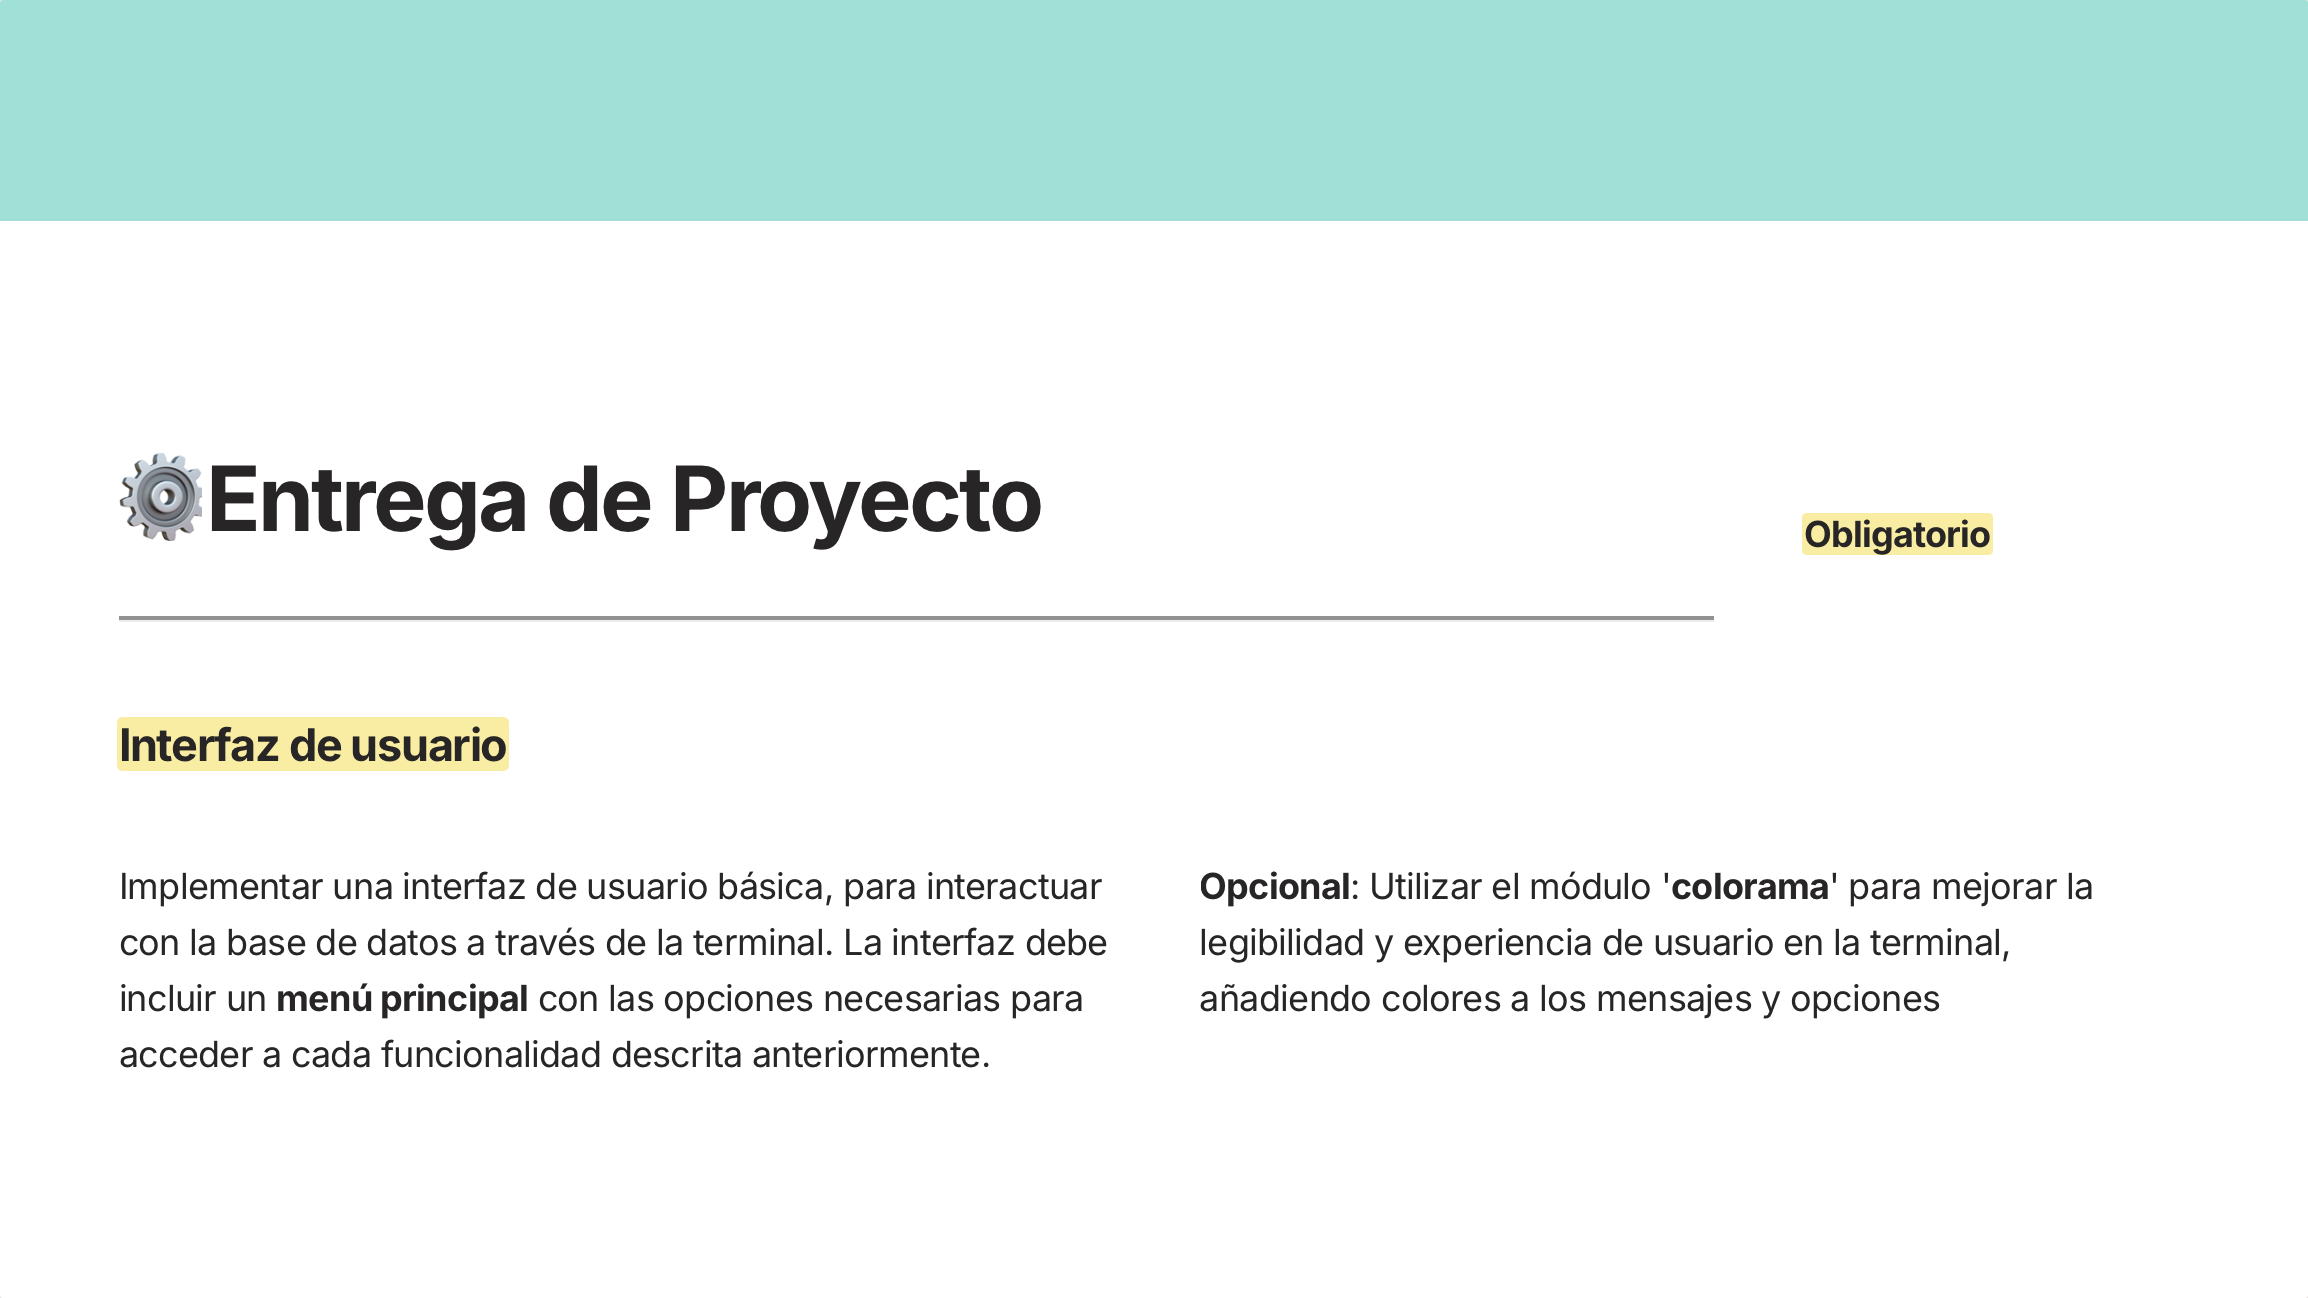 Entrega de Proyecto
Obligatorio
Interfaz de usuario
Implementar una interfaz de usuario básica, para interactuar
con la base de datos a través de la terminal. La interfaz debe
incluir un menú principal con las opciones necesarias para
acceder a cada funcionalidad descrita anteriormente.
Opcional: Utilizar el módulo 'colorama' para mejorar la
legibilidad y experiencia de usuario en la terminal,
añadiendo colores a los mensajes y opciones